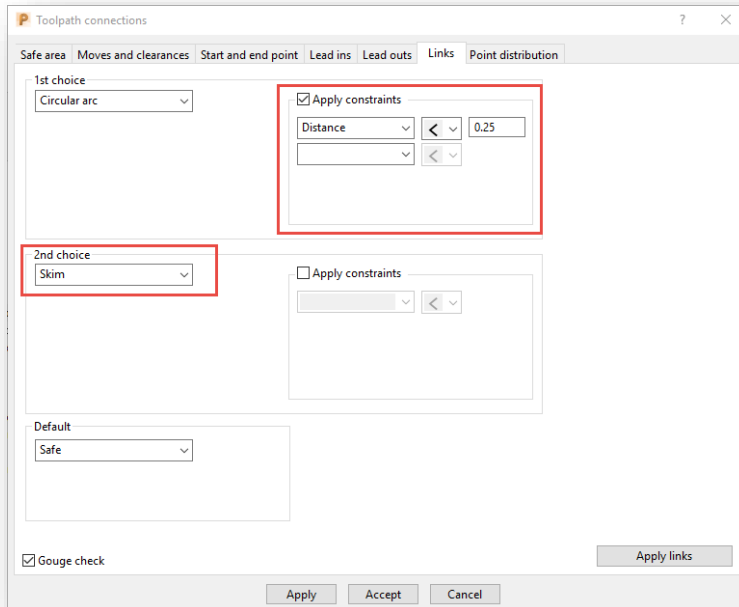 P Toolpath connections ? ×
Safe area Moves and clearances Start and end point Lead ins Lead outs Links Point distribution
1st choice
Circular arc
Apply constraints
Distance < 0.25
<
2nd choice
Skim
Apply constraints
<
Default
Safe
Gouge check
Apply links
Apply Accept Cancel